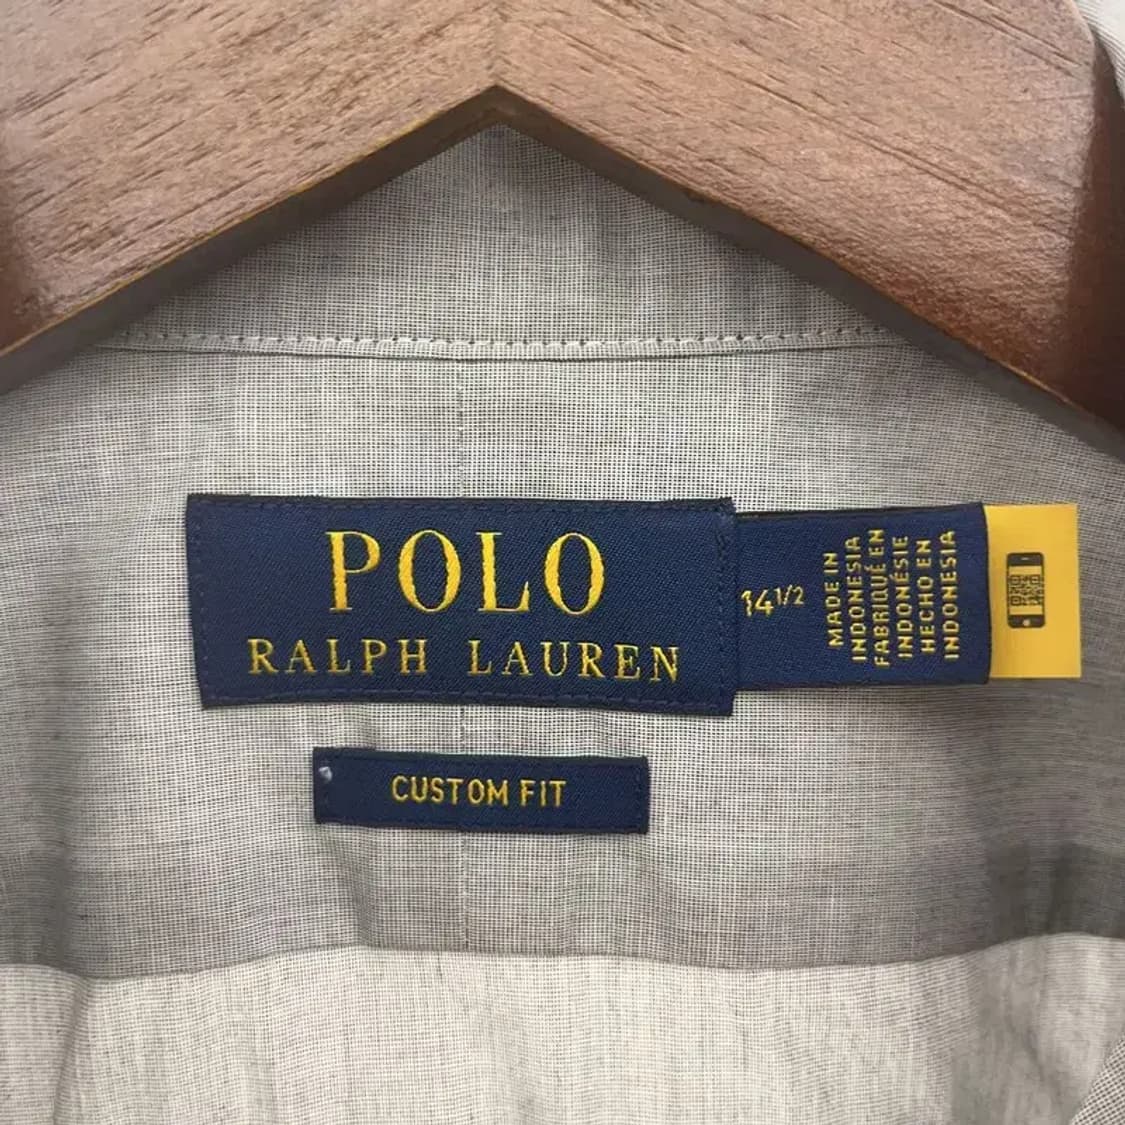 POLO
RALPH LAUREN
14 1/2
MADE IN
INDONESIA
FABRIQUÉ EN
INDONÉSIE
HECHO EN
INDONESIA
CUSTOM FIT